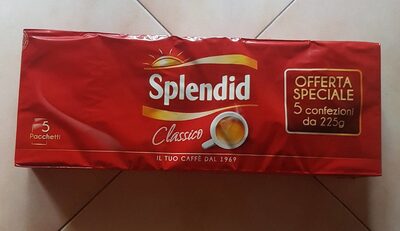 Splendid
Classico
IL TUO CAFFÈ DAL 1969
5
Pacchetti
OFFERTA
SPECIALE
5 confezioni
da 225g